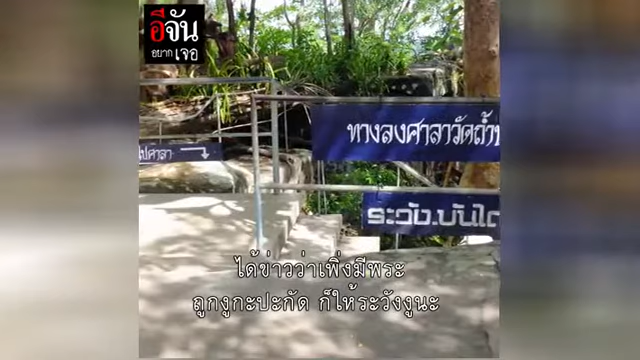 อีจัน
อยากเจอ
ทางลงศาลาวัดถ้ำ
ไปศาลา
ระวัง.บันได
ได้ข่าวว่าเพิ่งมีพระ
ถูกงูกะปะกัด ก็ให้ระวังงูนะ